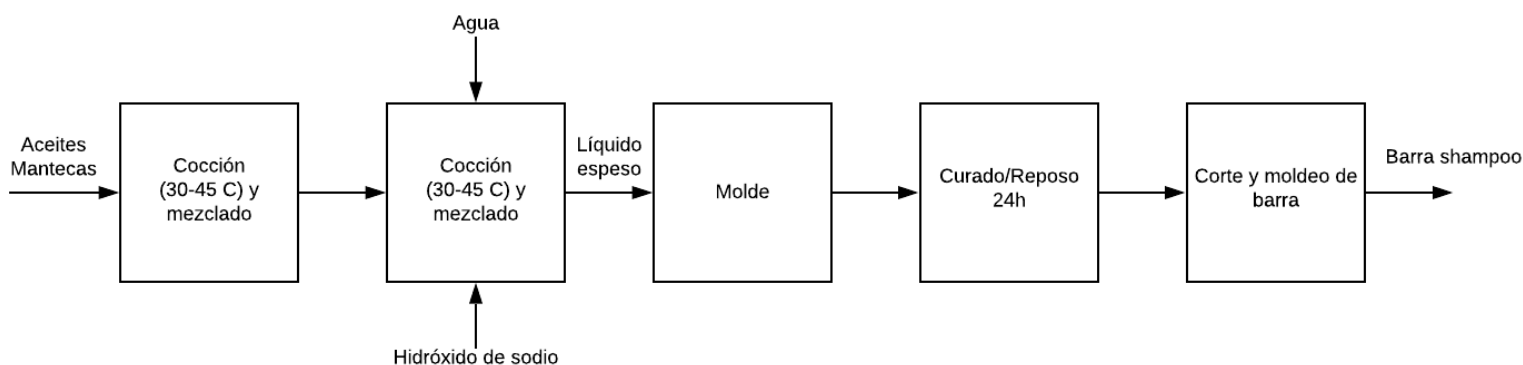 Agua
Aceites
Mantecas
Cocción
(30-45 C) y
mezclado
Cocción
(30-45 C) y
mezclado
Líquido
espeso
Molde
Curado/Reposo
24h
Corte y moldeo de
barra
Barra shampoo
Hidróxido de sodio